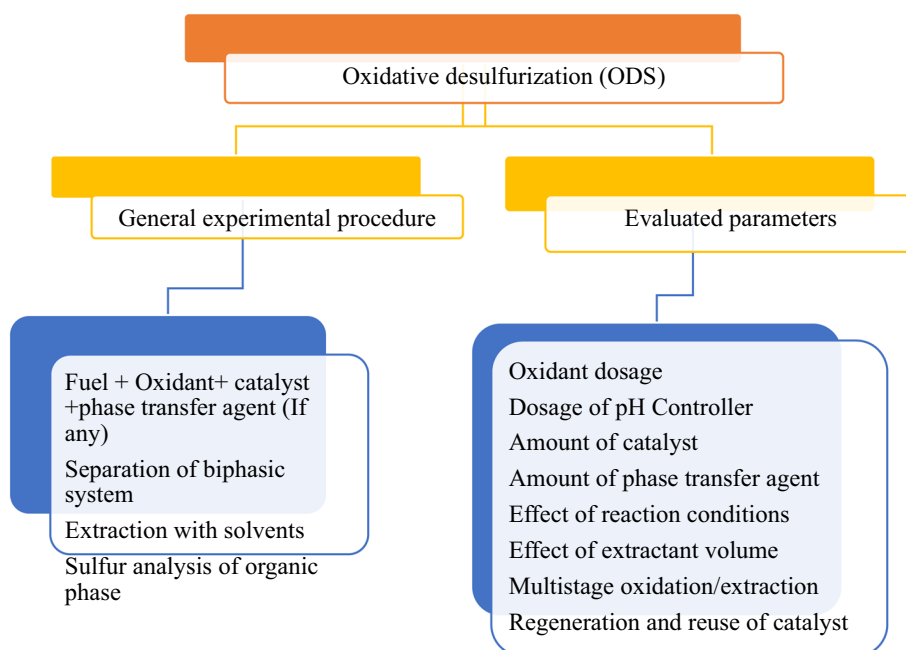 Oxidative desulfurization (ODS)
General experimental procedure
Evaluated parameters
Fuel + Oxidant+ catalyst
+phase transfer agent (If
any)
Separation of biphasic
system
Extraction with solvents
Sulfur analysis of organic
phase
Oxidant dosage
Dosage of pH Controller
Amount of catalyst
Amount of phase transfer agent
Effect of reaction conditions
Effect of extractant volume
Multistage oxidation/extraction
Regeneration and reuse of catalyst